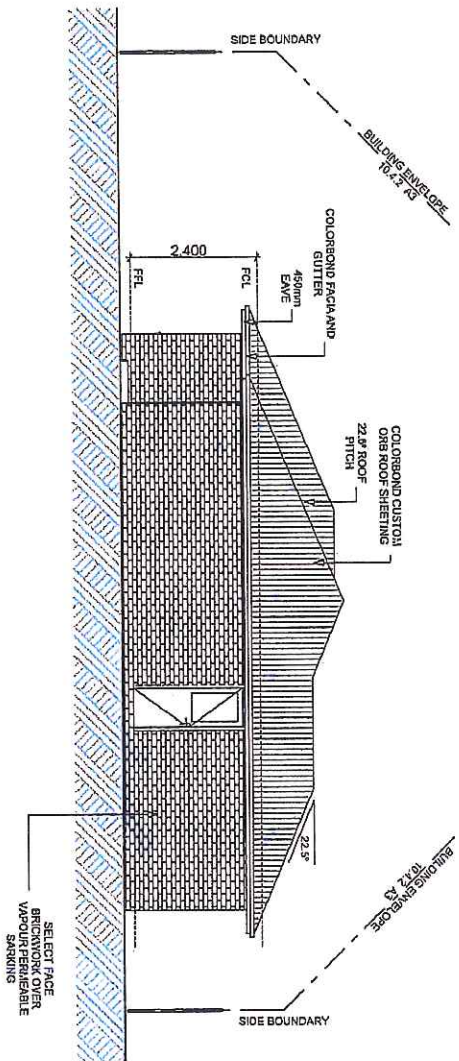 SIDE BOUNDARY
BUILDING ENVELOPE
10.4.2 A3
2,400
FFL
FCL
COLORBOND FACIA AND
GUTTER
450mm
EAVE
COLORBOND CUSTOM
ORB ROOF SHEETING
22.5° ROOF
PITCH
22.5°
BUILDING ENVELOPE
10.4.2 A3
SIDE BOUNDARY
SELECT FACE
BRICKWORK OVER
VAPOUR PERMEABLE
SARKING